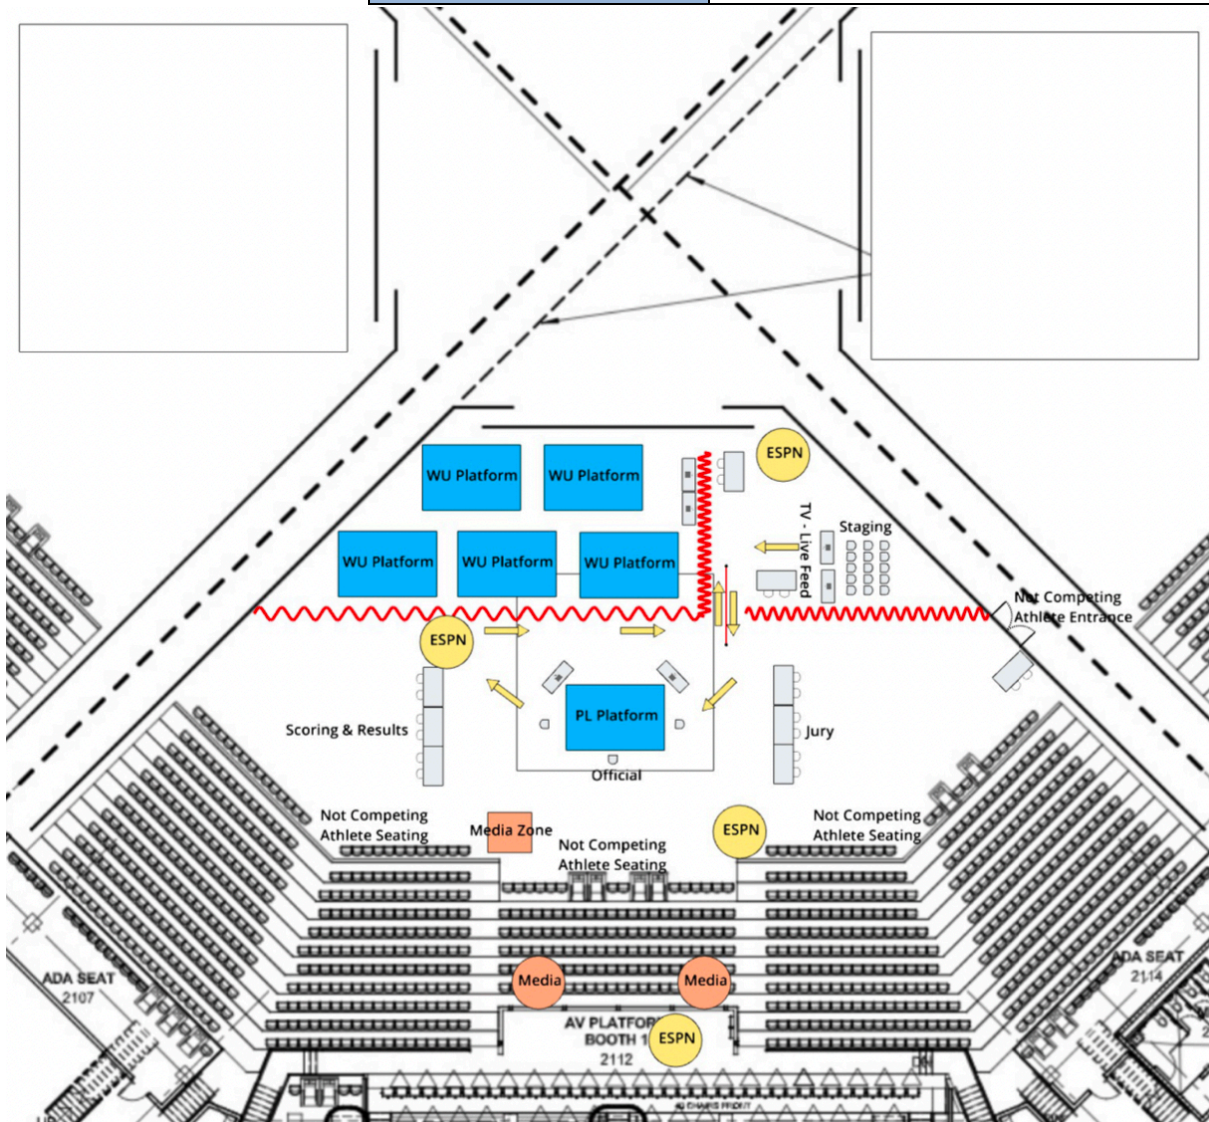 WU Platform
WU Platform
ESPN
TV - Live Feed
Staging
WU Platform
WU Platform
WU Platform
Not Competing
Athlete Entrance
ESPN
PL Platform
Scoring & Results
Jury
Official
Not Competing
Athlete Seating
Media Zone
Not Competing
Athlete Seating
ESPN
Not Competing
Athlete Seating
ADA SEAT
2107
Media
Media
ADA SEAT
2114
AV PLATFOR
BOOTH 1
2112
ESPN